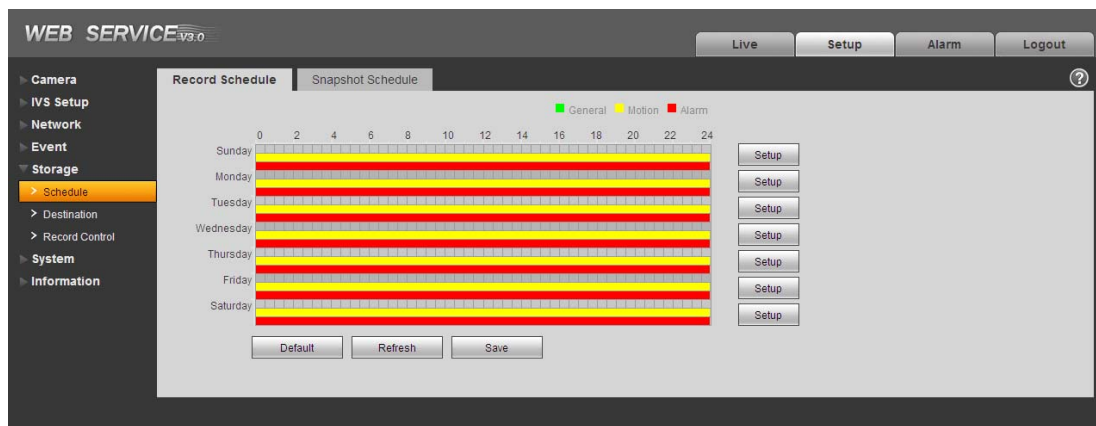 WEB SERVICE V3.0
Live Setup Alarm Logout
Camera
IVS Setup
Network
Event
Storage
Schedule
Destination
Record Control
System
Information
Record Schedule Snapshot Schedule
?
General Motion Alarm
0 2 4 6 8 10 12 14 16 18 20 22 24
Sunday Setup
Monday Setup
Tuesday Setup
Wednesday Setup
Thursday Setup
Friday Setup
Saturday Setup
Default Refresh Save